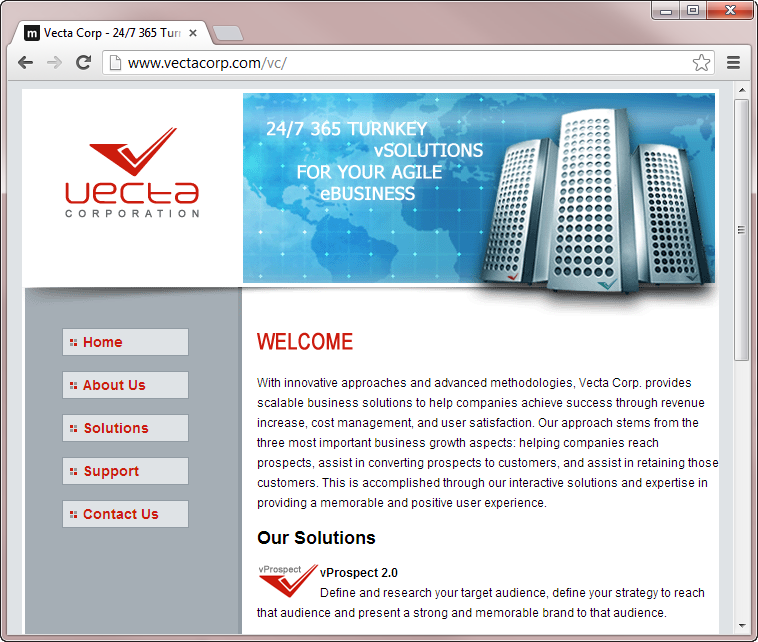 m
Vecta Corp - 24/7 365 Turn
www.vectacorp.com/vc/
vecta
CORPORATION
24/7 365 TURNKEY
vSOLUTIONS
FOR YOUR AGILE
eBUSINESS
Home
About Us
Solutions
Support
Contact Us
WELCOME
With innovative approaches and advanced methodologies, Vecta Corp. provides
scalable business solutions to help companies achieve success through revenue
increase, cost management, and user satisfaction. Our approach stems from the
three most important business growth aspects: helping companies reach
prospects, assist in converting prospects to customers, and assist in retaining those
customers. This is accomplished through our interactive solutions and expertise in
providing a memorable and positive user experience.
Our Solutions
vProspect
vProspect 2.0
Define and research your target audience, define your strategy to reach
that audience and present a strong and memorable brand to that audience.